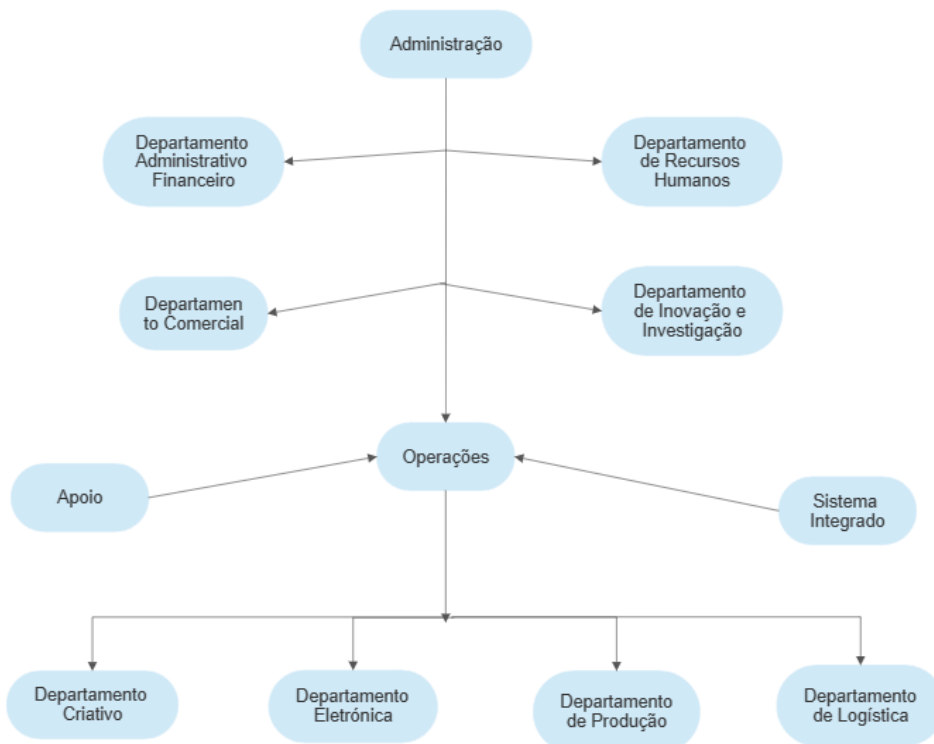 Administração
Departamento
Administrativo
Financeiro
Departamento
de Recursos
Humanos
Departamen
to Comercial
Departamento
de Inovação e
Investigação
Operações
Apoio
Sistema
Integrado
Departamento
Criativo
Departamento
Eletrónica
Departamento
de Produção
Departamento
de Logística